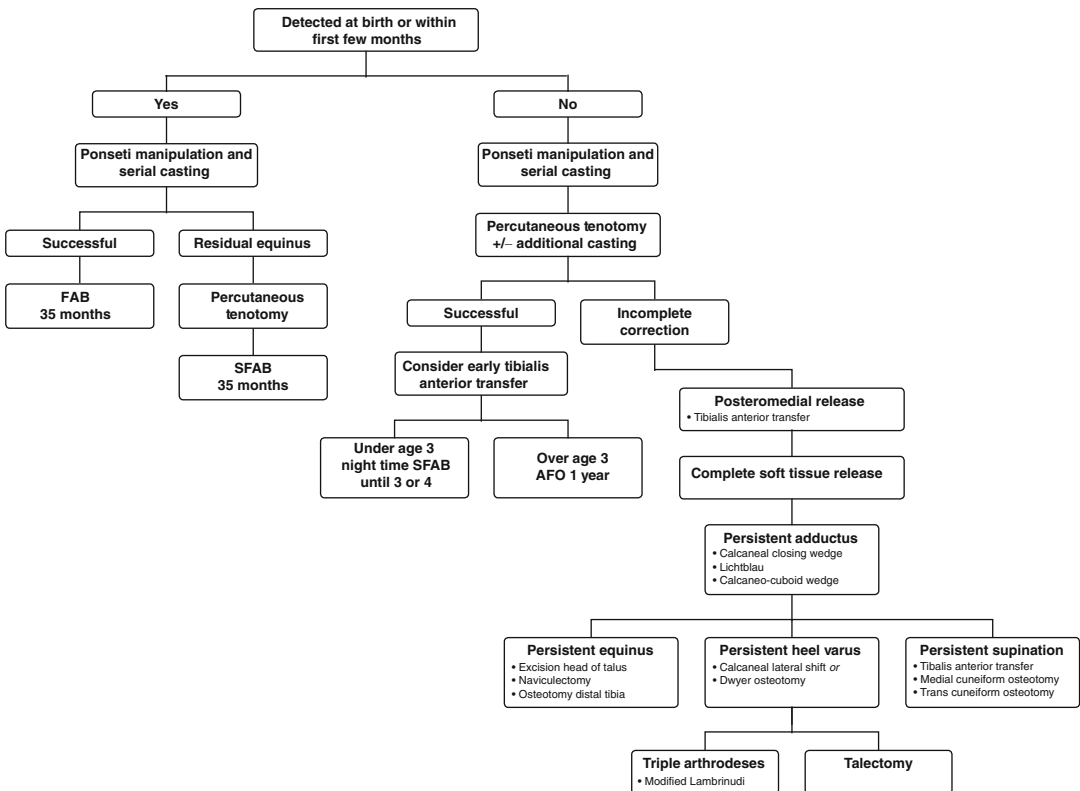 Detected at birth or within
first few months
Yes
No
Ponseti manipulation and
serial casting
Ponseti manipulation and
serial casting
Successful
Residual equinus
Percutaneous tenotomy
+/– additional casting
FAB
35 months
Percutaneous
tenotomy
Successful
Incomplete
correction
SFAB
35 months
Consider early tibialis
anterior transfer
Posteromedial release
• Tibialis anterior transfer
Under age 3
night time SFAB
until 3 or 4
Over age 3
AFO 1 year
Complete soft tissue release
Persistent adductus
• Calcaneal closing wedge
• Lichtblau
• Calcaneo-cuboid wedge
Persistent equinus
• Excision head of talus
• Naviculectomy
• Osteotomy distal tibia
Persistent heel varus
• Calcaneal lateral shift or
• Dwyer osteotomy
Persistent supination
• Tibalis anterior transfer
• Medial cuneiform osteotomy
• Trans cuneiform osteotomy
Triple arthrodeses
• Modified Lambrinudi
Talectomy